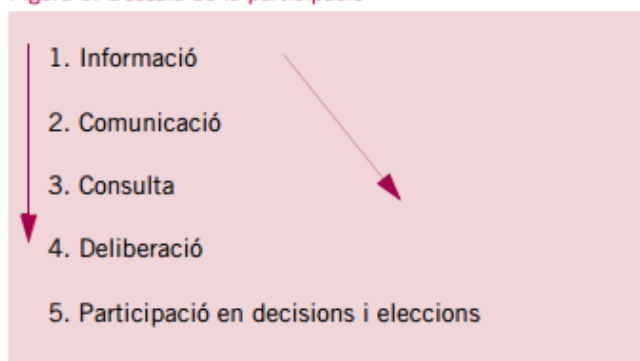 1. Informació
2. Comunicació
3. Consulta
4. Deliberació
5. Participació en decisions i eleccions